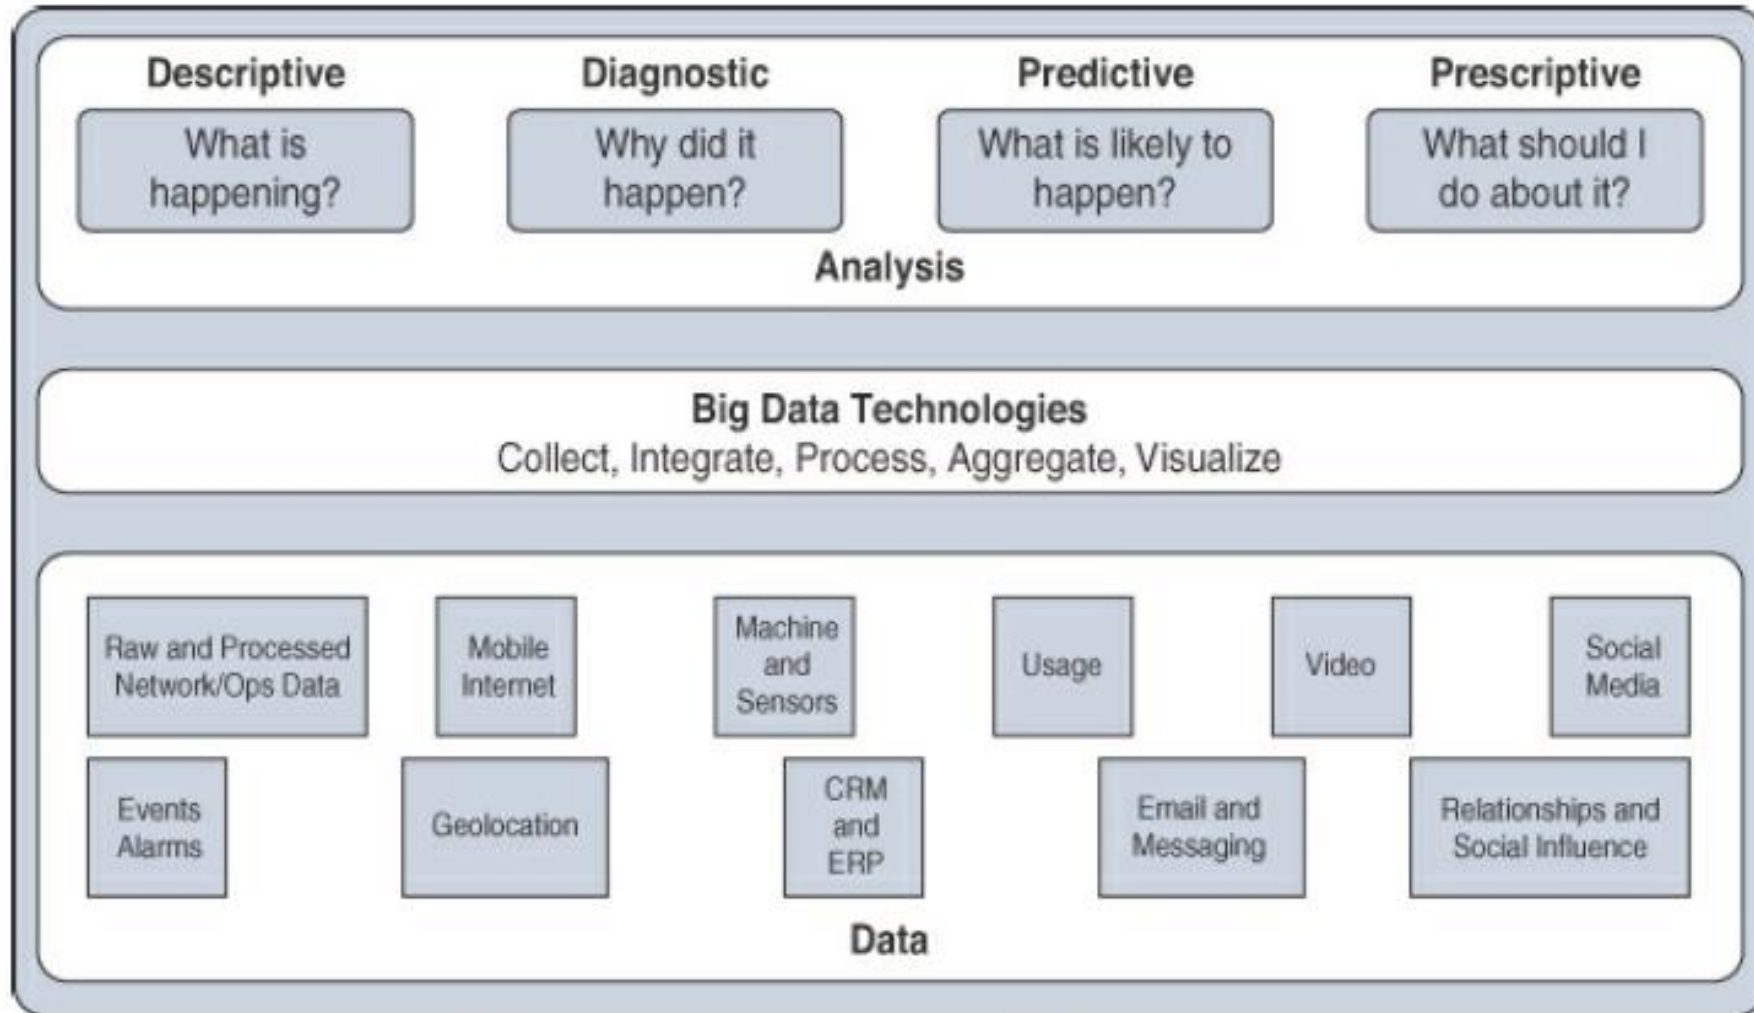 Descriptive
What is
happening?
Diagnostic
Why did it
happen?
Predictive
What is likely to
happen?
Prescriptive
What should I
do about it?
Analysis
Big Data Technologies
Collect, Integrate, Process, Aggregate, Visualize
Raw and Processed
Network/Ops Data
Mobile
Internet
Machine
and
Sensors
Usage
Video
Social
Media
Events
Alarms
Geolocation
CRM
and
ERP
Email and
Messaging
Relationships and
Social Influence
Data